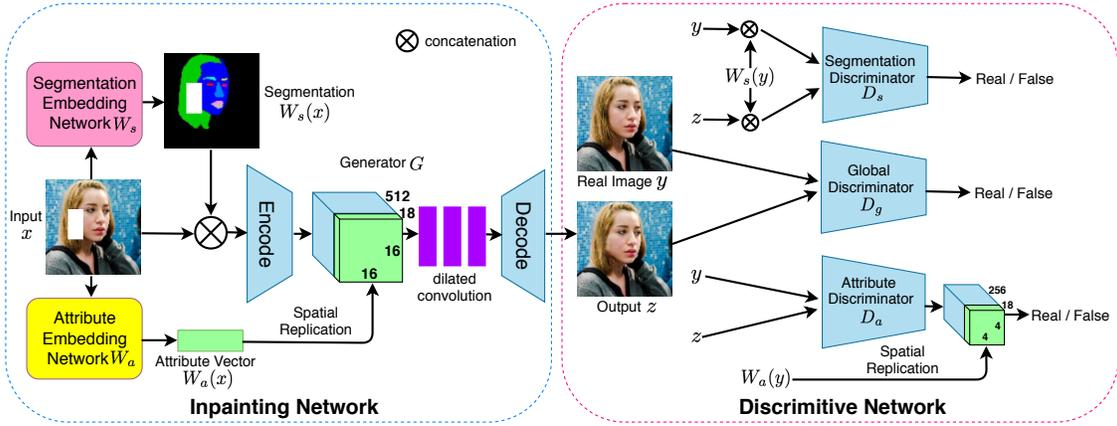 concatenation
Segmentation
Embedding
Network W_s
Segmentation
W_s(x)
Input
x
Generator G
Encode
512
18
16
16
dilated
convolution
Decode
Attribute
Embedding
Network W_a
Attribute Vector
W_a(x)
Spatial
Replication
Inpainting Network
Real Image y
Output z
y
W_s(y)
z
Segmentation
Discriminator
D_s
Real / False
Global
Discriminator
D_g
Real / False
y
z
Attribute
Discriminator
D_a
256
18
4
4
Real / False
Spatial
Replication
W_a(y)
Discrimitive Network